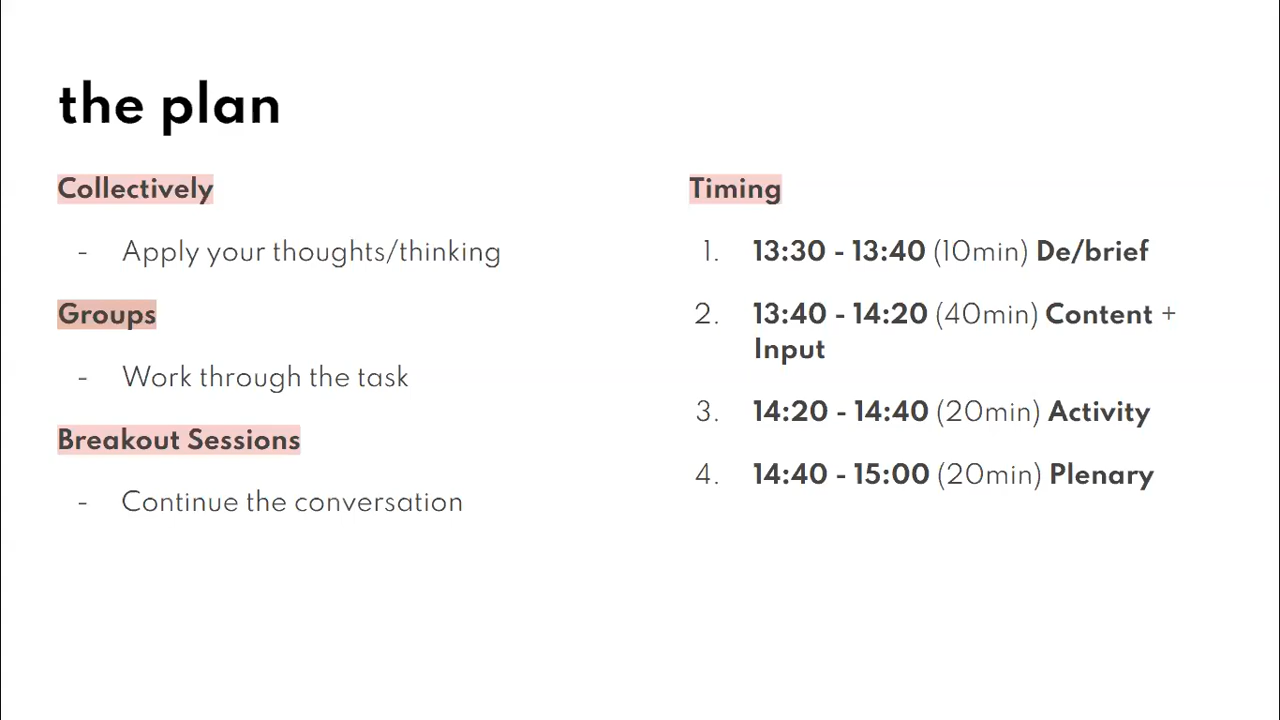 the plan
Collectively
- Apply your thoughts/thinking
Groups
- Work through the task
Breakout Sessions
- Continue the conversation
Timing
1. 13:30 - 13:40 (10min) De/brief
2. 13:40 - 14:20 (40min) Content +
Input
3. 14:20 - 14:40 (20min) Activity
4. 14:40 - 15:00 (20min) Plenary